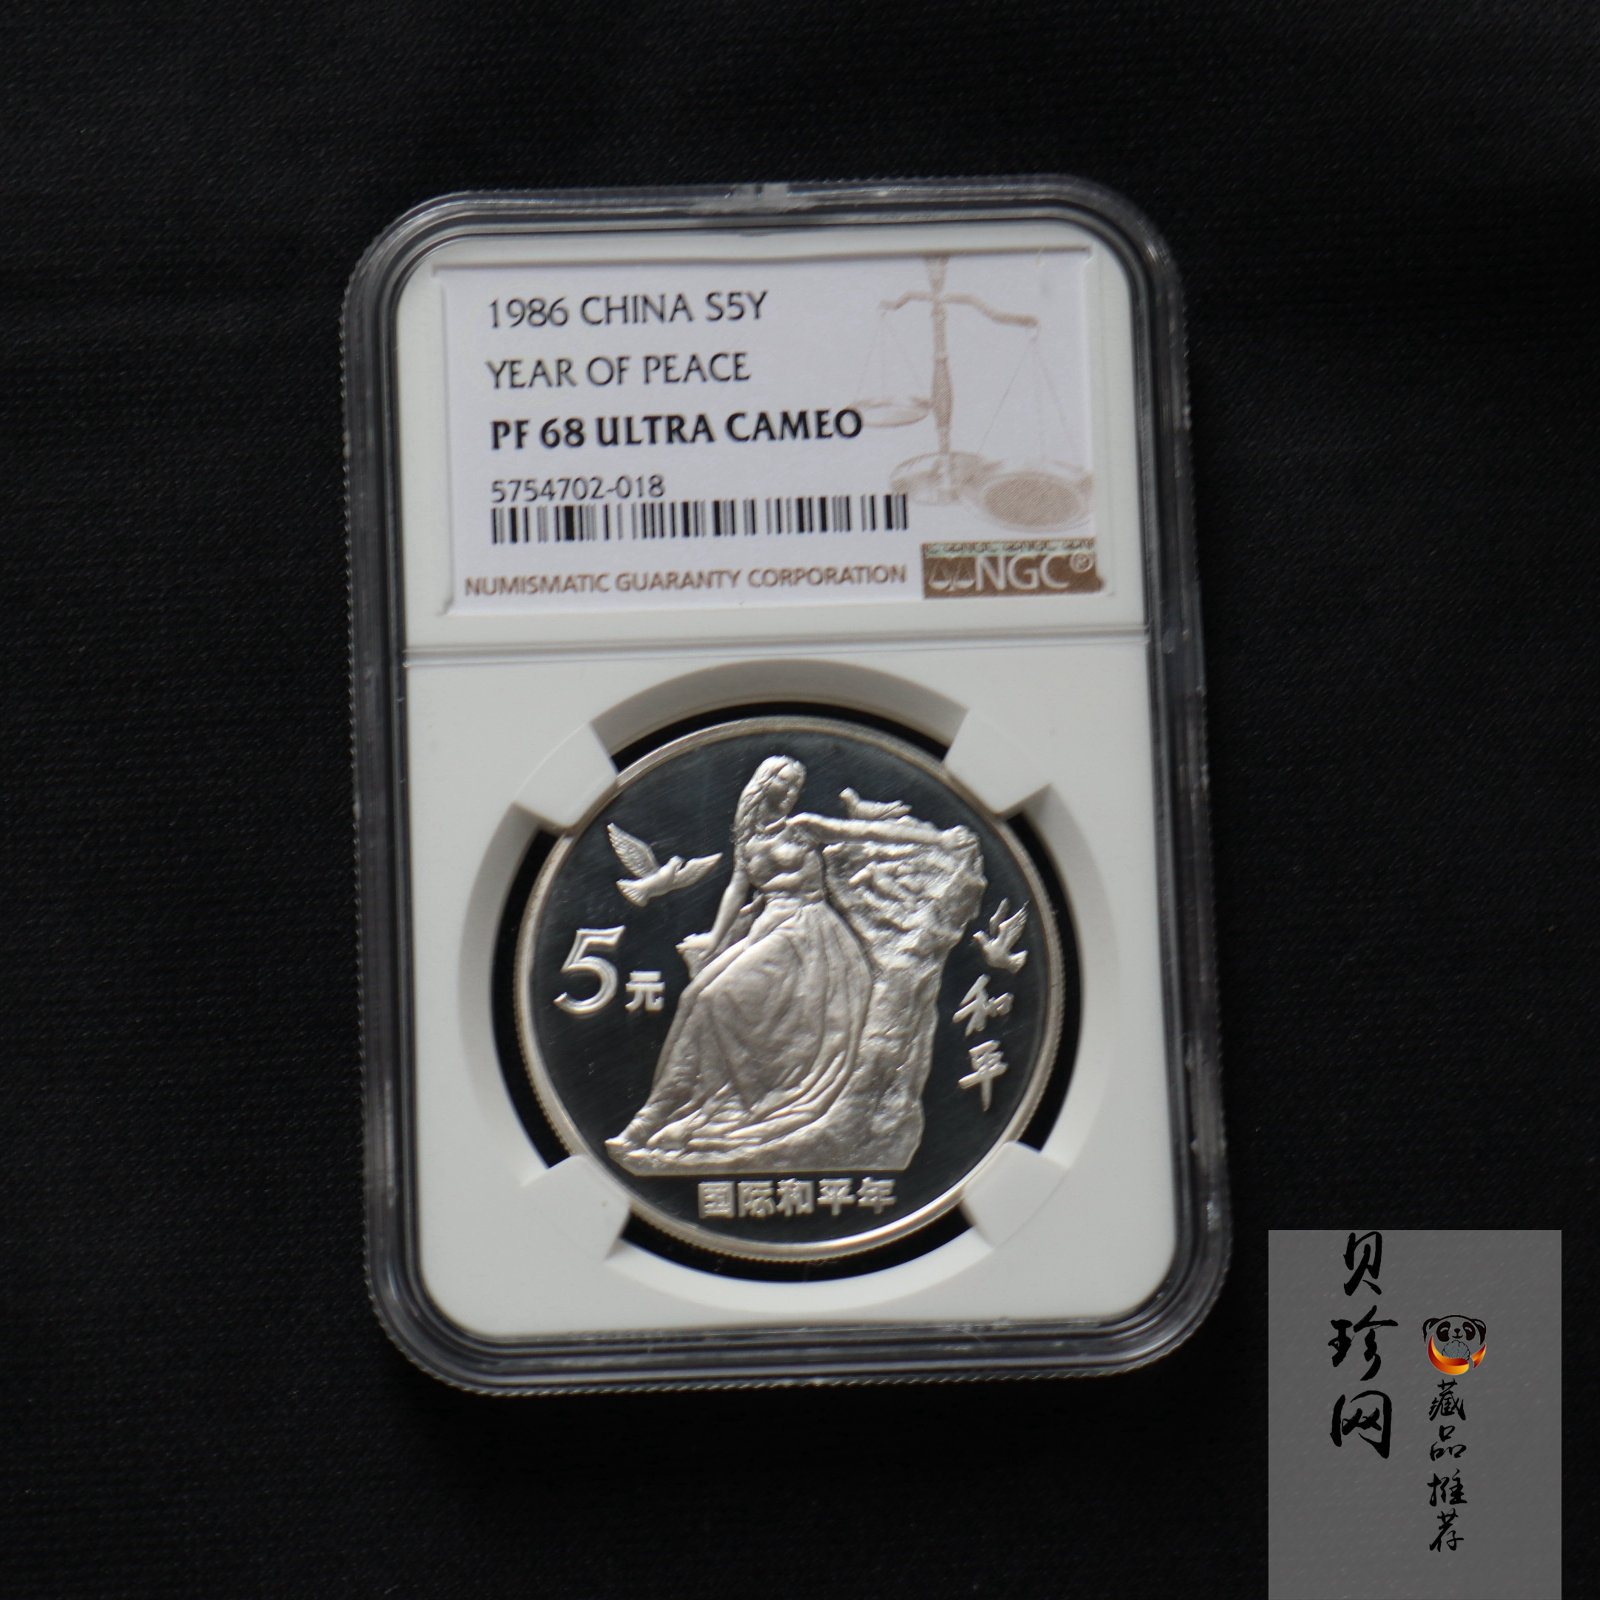 1986 CHINA S5Y
YEAR OF PEACE
PF 68 ULTRA CAMEO
5754702-018
NUMISMATIC GUARANTY CORPORATION
NGC®
5元
和平
国际和平年
贝珍网
藏品推荐